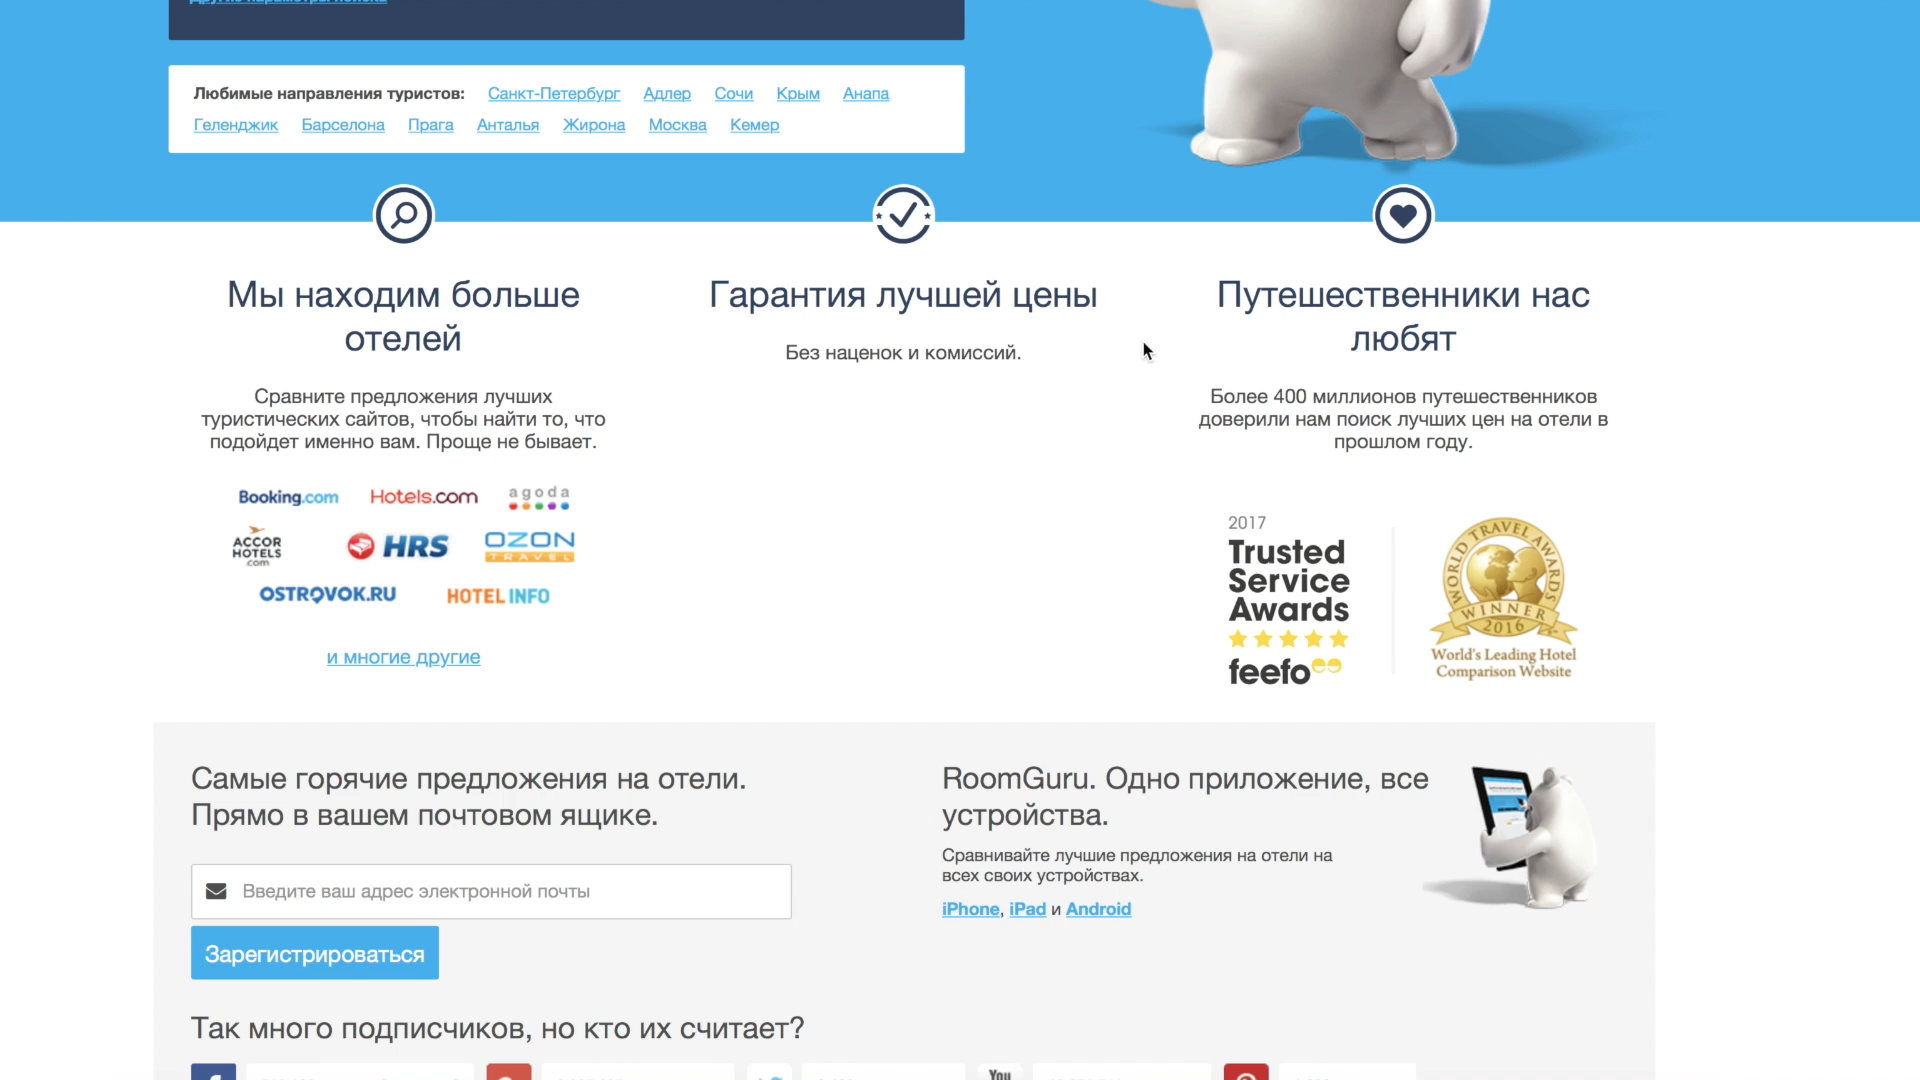 Другие параметры поиска
Любимые направления туристов: Санкт-Петербург Адлер Сочи Крым Анапа
Геленджик Барселона Прага Анталья Жирона Москва Кемер
Мы находим больше
отелей
Сравните предложения лучших
туристических сайтов, чтобы найти то, что
подойдет именно вам. Проще не бывает.
Booking.com Hotels.com agoda
ACCOR
HOTELS
.com
HRS
OZON
TRAVEL
OSTROVOK.RU HOTEL INFO
и многие другие
Гарантия лучшей цены
Без наценок и комиссий.
Путешественники нас
любят
Более 400 миллионов путешественников
доверили нам поиск лучших цен на отели в
прошлом году.
2017
Trusted
Service
Awards
feefo
WORLD TRAVEL AWARDS
WINNER
2016
World's Leading Hotel
Comparison Website
Самые горячие предложения на отели.
Прямо в вашем почтовом ящике.
Введите ваш адрес электронной почты
Зарегистрироваться
RoomGuru. Одно приложение, все
устройства.
Сравнивайте лучшие предложения на отели на
всех своих устройствах.
iPhone, iPad и Android
Так много подписчиков, но кто их считает?
You